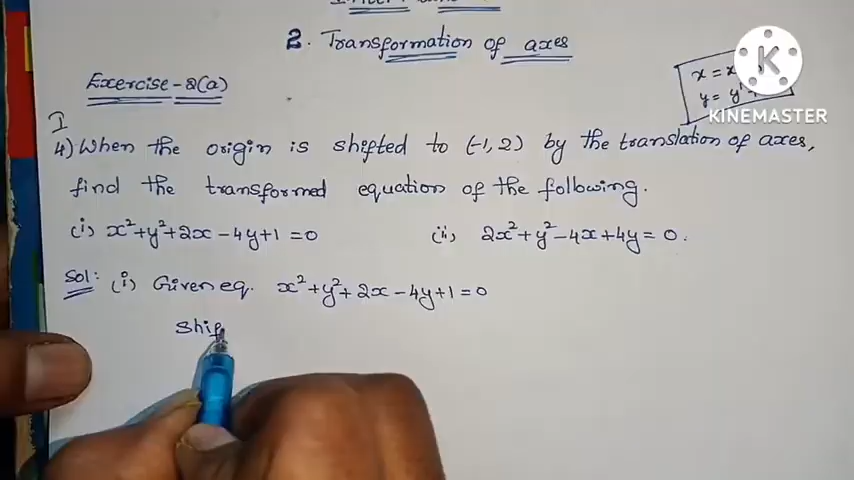 2. Transformation of axes
Exercise-2(a)
x = x
y = y'
K
KINEMASTER
I
4) When the origin is shifted to (-1, 2) by the translation of axes,
find the transformed equation of the following.
(i) x²+y²+2x-4y+1=0 (ii) 2x²+y²-4x+4y=0.
Sol: (i) Given eq. x²+y²+2x-4y+1=0
Shif